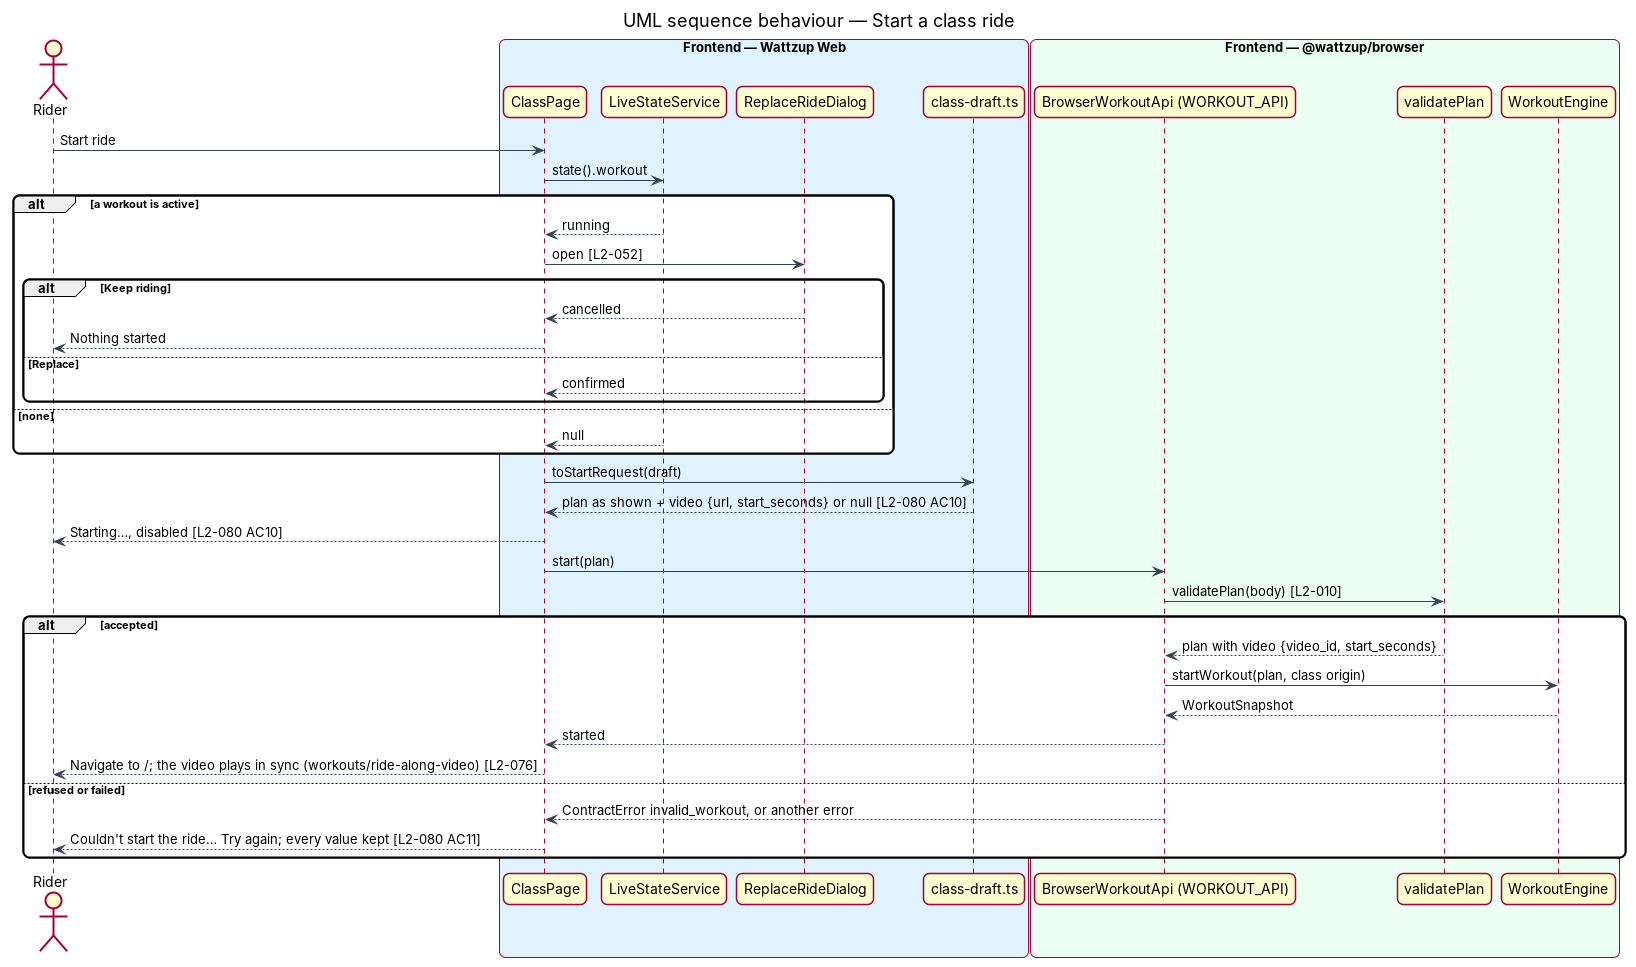 UML sequence behaviour — Start a class ride
Frontend — Wattzup Web
Frontend — @wattzup/browser
Rider
ClassPage
LiveStateService
ReplaceRideDialog
class-draft.ts
BrowserWorkoutApi (WORKOUT_API)
validatePlan
WorkoutEngine
Start ride
state().workout
alt
[a workout is active]
running
open [L2-052]
alt
[Keep riding]
cancelled
Nothing started
[Replace]
confirmed
[none]
null
toStartRequest(draft)
plan as shown + video {url, start_seconds} or null [L2-080 AC10]
Starting…, disabled [L2-080 AC10]
start(plan)
validatePlan(body) [L2-010]
alt
[accepted]
plan with video {video_id, start_seconds}
startWorkout(plan, class origin)
WorkoutSnapshot
started
Navigate to /; the video plays in sync (workouts/ride-along-video) [L2-076]
[refused or failed]
ContractError invalid_workout, or another error
Couldn't start the ride… Try again; every value kept [L2-080 AC11]
Rider
ClassPage
LiveStateService
ReplaceRideDialog
class-draft.ts
BrowserWorkoutApi (WORKOUT_API)
validatePlan
WorkoutEngine